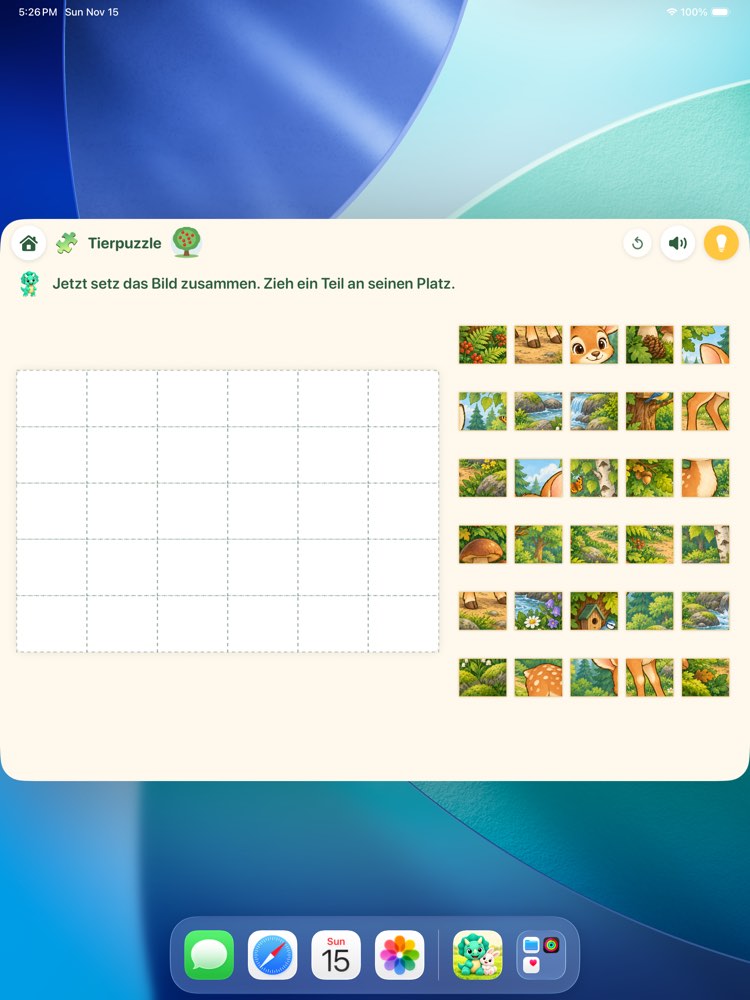 5:26 PM Sun Nov 15
100%
Tierpuzzle
Jetzt setz das Bild zusammen. Zieh ein Teil an seinen Platz.
Sun
15